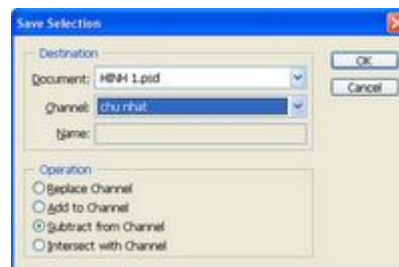 Save Selection
Destination
Document: HINH 1.psd
Channel: chu nhat
Name:
OK
Cancel
Operation
Replace Channel
Add to Channel
Subtract from Channel
Intersect with Channel